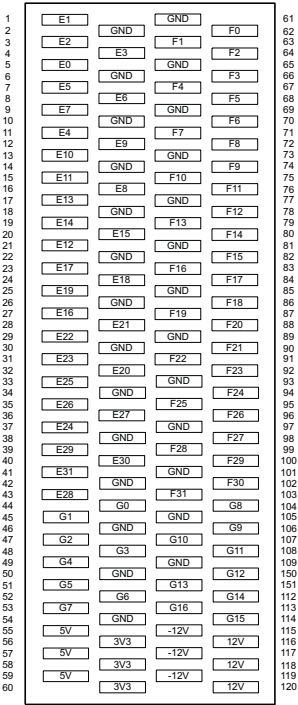 1 E1 GND 61
2 GND F0 62
3 E2 F1 63
4 E3 F2 64
5 E0 GND 65
6 GND F3 66
7 E5 F4 67
8 E6 F5 68
9 E7 GND 69
10 GND F6 70
11 E4 F7 71
12 E9 F8 72
13 E10 GND 73
14 GND F9 74
15 E11 F10 75
16 E8 F11 76
17 E13 GND 77
18 GND F12 78
19 E14 F13 79
20 E15 F14 80
21 E12 GND 81
22 GND F15 82
23 E17 F16 83
24 E18 F17 84
25 E19 GND 85
26 GND F18 86
27 E16 F19 87
28 E21 F20 88
29 E22 GND 89
30 GND F21 90
31 E23 F22 91
32 E20 F23 92
33 E25 GND 93
34 GND F24 94
35 E26 F25 95
36 E27 F26 96
37 E24 GND 97
38 GND F27 98
39 E29 F28 99
40 E30 F29 100
41 E31 GND 101
42 GND F30 102
43 E28 F31 103
44 G0 G8 104
45 G1 GND 105
46 GND G9 106
47 G2 G10 107
48 G3 G11 108
49 G4 GND 109
50 GND G12 150
51 G5 G13 151
52 G6 G14 112
53 G7 G16 113
54 GND G15 114
55 5V -12V 115
56 3V3 12V 116
57 5V -12V 117
58 3V3 12V 118
59 5V -12V 119
60 3V3 12V 120